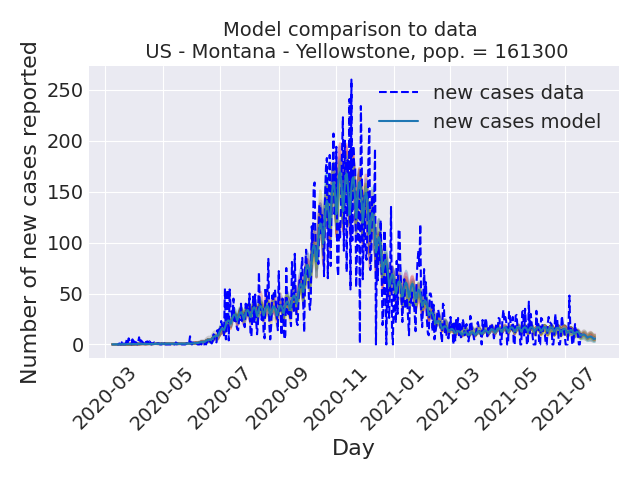 Model comparison to data
US - Montana - Yellowstone, pop. = 161300
Number of new cases reported
250
200
150
100
50
0
new cases data
new cases model
2020-03
2020-05
2020-07
2020-09
2020-11
2021-01
2021-03
2021-05
2021-07
Day